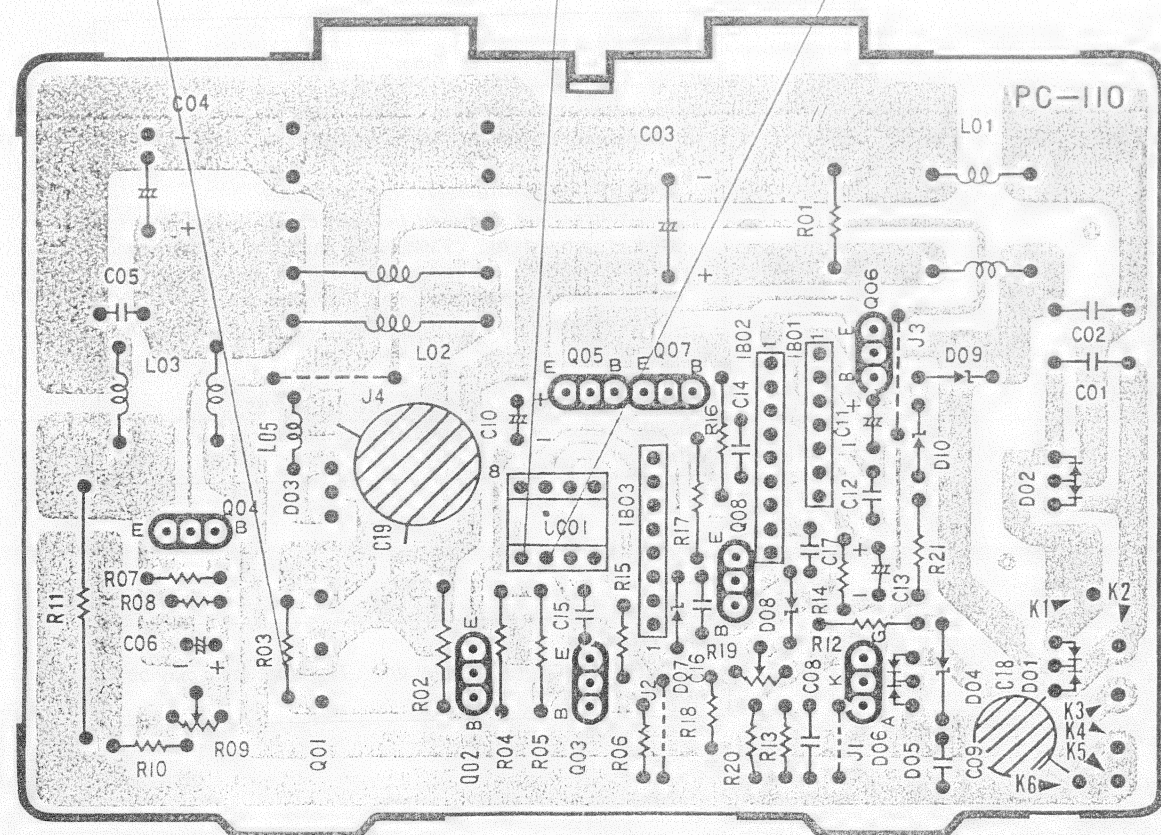 PC-110
C04
-
+
C03
-
+
L01
R01
C05
Q06
E
B
J3
C02
C01
L03
L02
J4
Q05
E
B
Q07
E
B
IB02
1
IB01
1
D09
C10
+
-
R16
C14
C11
+
-
D10
L05
D03
C19
8
iC01
IB03
1
R17
Q08
E
B
C12
D02
Q04
E
B
C17
R14
C13
+
-
R21
R11
R07
R08
C06
-
+
R03
R15
C15
R12
K1
K2
R02
Q02
E
B
R04
R05
Q03
E
B
D07
C16
R19
D08
G
K
A
D04
C18
D01
R09
R10
Q01
R06
J2
R18
R20
R13
C08
J1
D06
D05
C09
K3
K4
K5
K6